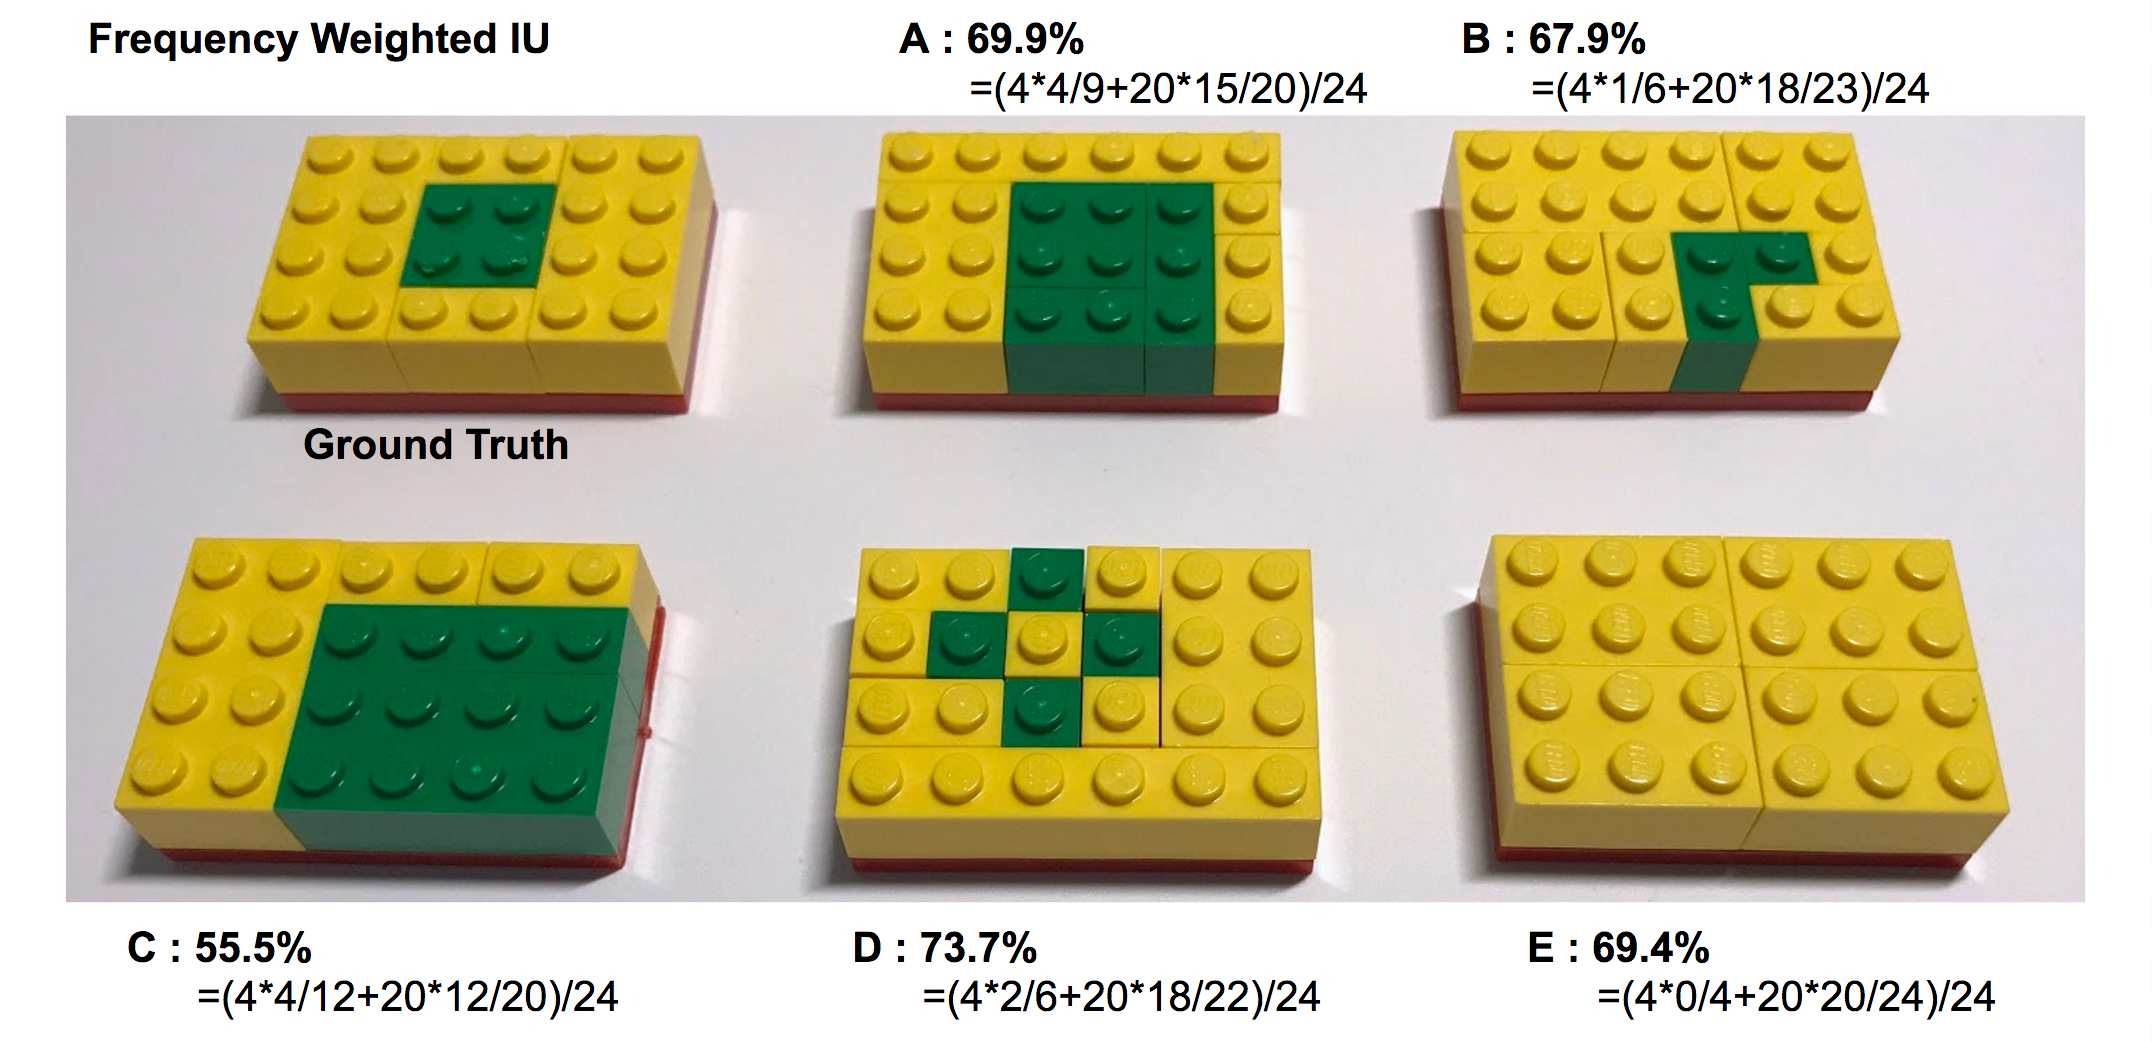 Frequency Weighted IU
A : 69.9%
=(4*4/9+20*15/20)/24
B : 67.9%
=(4*1/6+20*18/23)/24
Ground Truth
C : 55.5%
=(4*4/12+20*12/20)/24
D : 73.7%
=(4*2/6+20*18/22)/24
E : 69.4%
=(4*0/4+20*20/24)/24